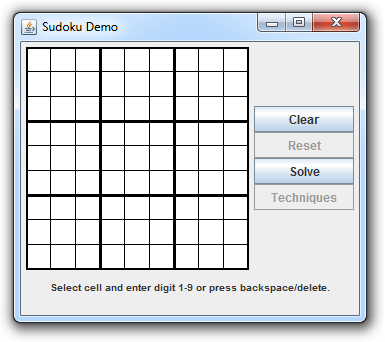 Sudoku Demo
Clear
Reset
Solve
Techniques
Select cell and enter digit 1-9 or press backspace/delete.